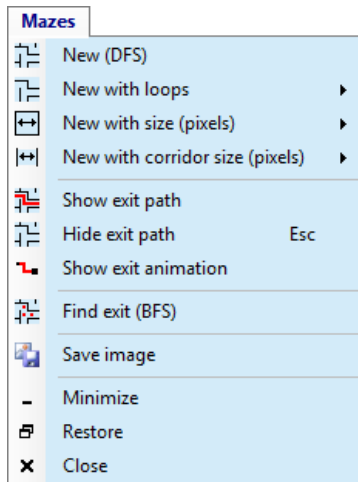 Mazes
New (DFS)
New with loops
New with size (pixels)
New with corridor size (pixels)
Show exit path
Hide exit path Esc
Show exit animation
Find exit (BFS)
Save image
Minimize
Restore
Close